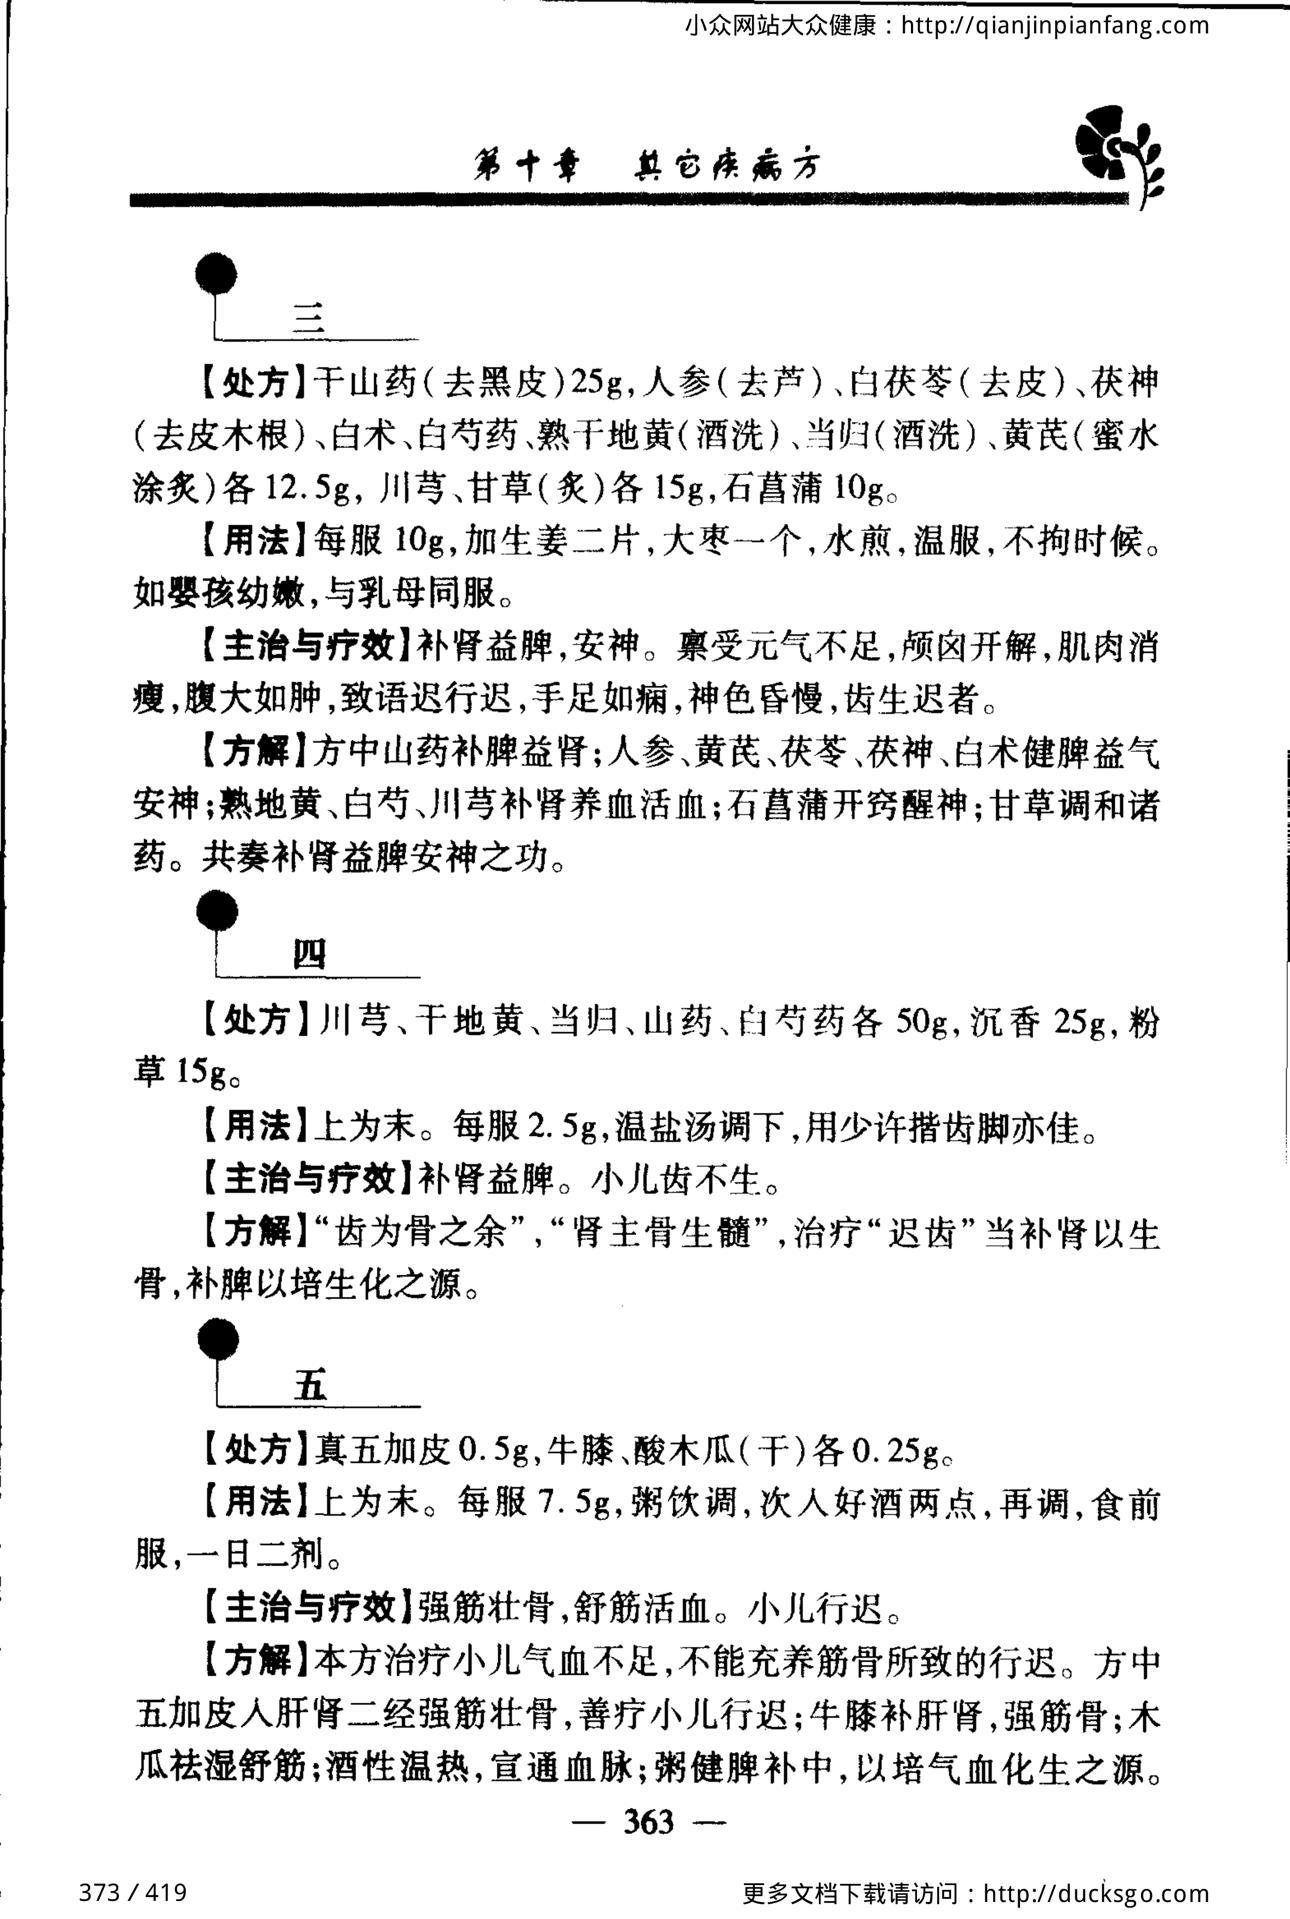 小众网站大众健康：http://qianjinpianfang.com
第十章 其它疾病方
三
【处方】干山药(去黑皮)25g,人参(去芦)、白茯苓(去皮)、茯神
(去皮木根)、白术、白芍药、熟干地黄(酒洗)、当归(酒洗)、黄芪(蜜水
涂炙)各12.5g, 川芎、甘草(炙)各15g,石菖蒲10g。
【用法】每服10g,加生姜二片,大枣一个,水煎,温服,不拘时候。
如婴孩幼嫩,与乳母同服。
【主治与疗效】补肾益脾,安神。禀受元气不足,颅囟开解,肌肉消
瘦,腹大如肿,致语迟行迟,手足如痫,神色昏慢,齿生迟者。
【方解】方中山药补脾益肾;人参、黄芪、茯苓、茯神、白术健脾益气
安神;熟地黄、白芍、川芎补肾养血活血;石菖蒲开窍醒神;甘草调和诸
药。共奏补肾益脾安神之功。
四
【处方】川芎、干地黄、当归、山药、白芍药各50g,沉香25g,粉
草15g。
【用法】上为末。每服2.5g,温盐汤调下,用少许揩齿脚亦佳。
【主治与疗效】补肾益脾。小儿齿不生。
【方解】“齿为骨之余”,“肾主骨生髓”,治疗“迟齿”当补肾以生
骨,补脾以培生化之源。
五
【处方】真五加皮0.5g,牛膝、酸木瓜(干)各0.25g。
【用法】上为末。每服7.5g,粥饮调,次人好酒两点,再调,食前
服,一日二剂。
【主治与疗效】强筋壮骨,舒筋活血。小儿行迟。
【方解】本方治疗小儿气血不足,不能充养筋骨所致的行迟。方中
五加皮人肝肾二经强筋壮骨,善疗小儿行迟;牛膝补肝肾,强筋骨;木
瓜祛湿舒筋;酒性温热,宣通血脉;粥健脾补中,以培气血化生之源。
— 363 —
373 / 419
更多文档下载请访问：http://ducksgo.com